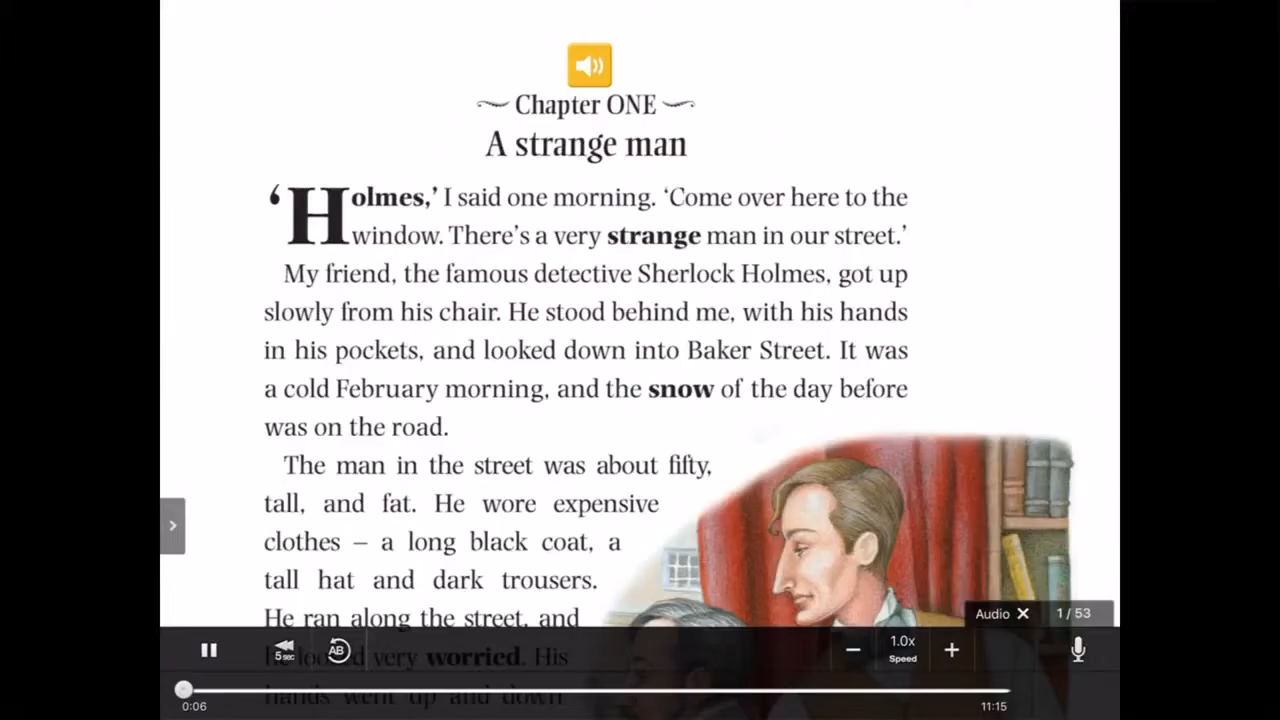 Chapter ONE
A strange man
‘Holmes,’ I said one morning. ‘Come over here to the
window. There’s a very strange man in our street.’
My friend, the famous detective Sherlock Holmes, got up
slowly from his chair. He stood behind me, with his hands
in his pockets, and looked down into Baker Street. It was
a cold February morning, and the snow of the day before
was on the road.
The man in the street was about fifty,
tall, and fat. He wore expensive
clothes – a long black coat, a
tall hat and dark trousers.
He ran along the street, and
he looked very worried. His
hands went up and down
Audio
1 / 53
5 sec
AB
1.0x
Speed
0:06
11:15